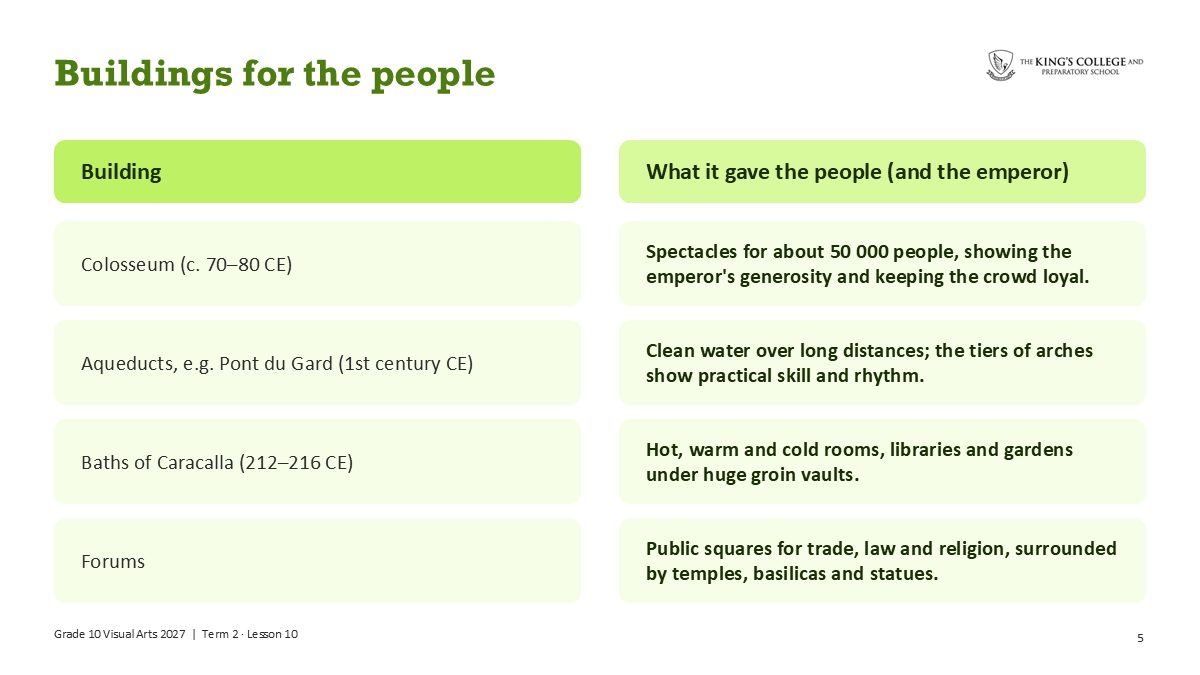 Buildings for the people
THE KING'S COLLEGE AND
PREPARATORY SCHOOL
Building
What it gave the people (and the emperor)
Colosseum (c. 70–80 CE)
Spectacles for about 50 000 people, showing the
emperor's generosity and keeping the crowd loyal.
Aqueducts, e.g. Pont du Gard (1st century CE)
Clean water over long distances; the tiers of arches
show practical skill and rhythm.
Baths of Caracalla (212–216 CE)
Hot, warm and cold rooms, libraries and gardens
under huge groin vaults.
Forums
Public squares for trade, law and religion, surrounded
by temples, basilicas and statues.
Grade 10 Visual Arts 2027 | Term 2 · Lesson 10
5